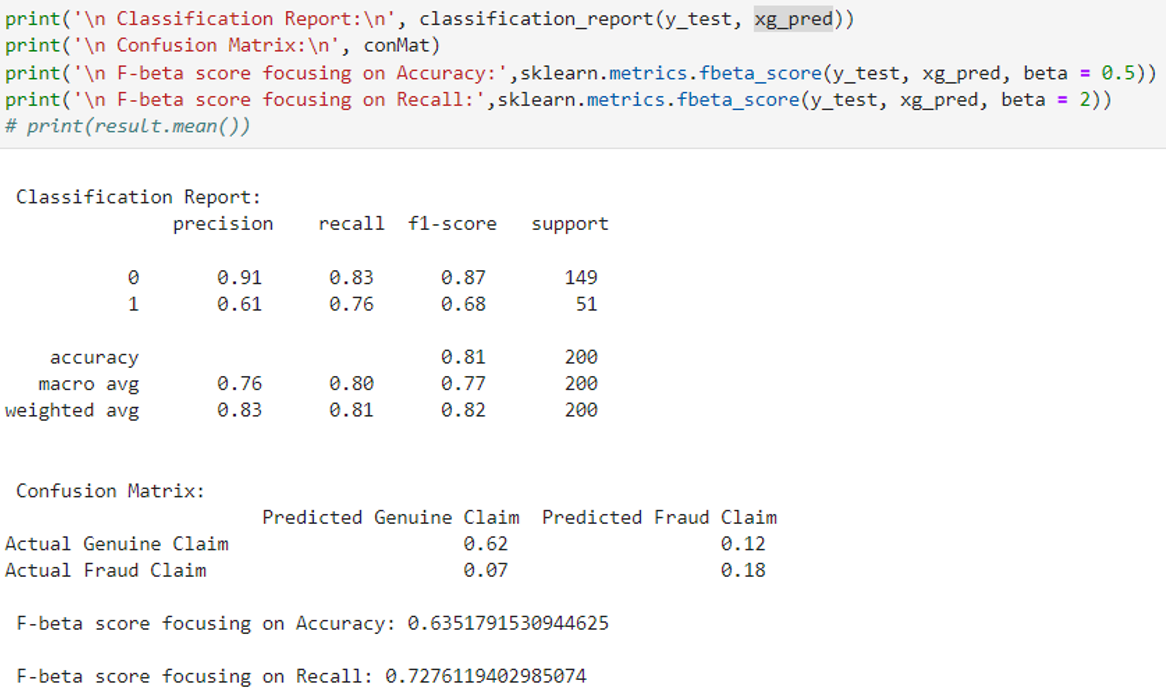 print('\n Classification Report:\n', classification_report(y_test, xg_pred))
print('\n Confusion Matrix:\n', conMat)
print('\n F-beta score focusing on Accuracy:',sklearn.metrics.fbeta_score(y_test, xg_pred, beta = 0.5))
print('\n F-beta score focusing on Recall:',sklearn.metrics.fbeta_score(y_test, xg_pred, beta = 2))
# print(result.mean())
Classification Report:
precision recall f1-score support
0 0.91 0.83 0.87 149
1 0.61 0.76 0.68 51
accuracy 0.81 200
macro avg 0.76 0.80 0.77 200
weighted avg 0.83 0.81 0.82 200
Confusion Matrix:
Predicted Genuine Claim Predicted Fraud Claim
Actual Genuine Claim 0.62 0.12
Actual Fraud Claim 0.07 0.18
F-beta score focusing on Accuracy: 0.6351791530944625
F-beta score focusing on Recall: 0.7276119402985074